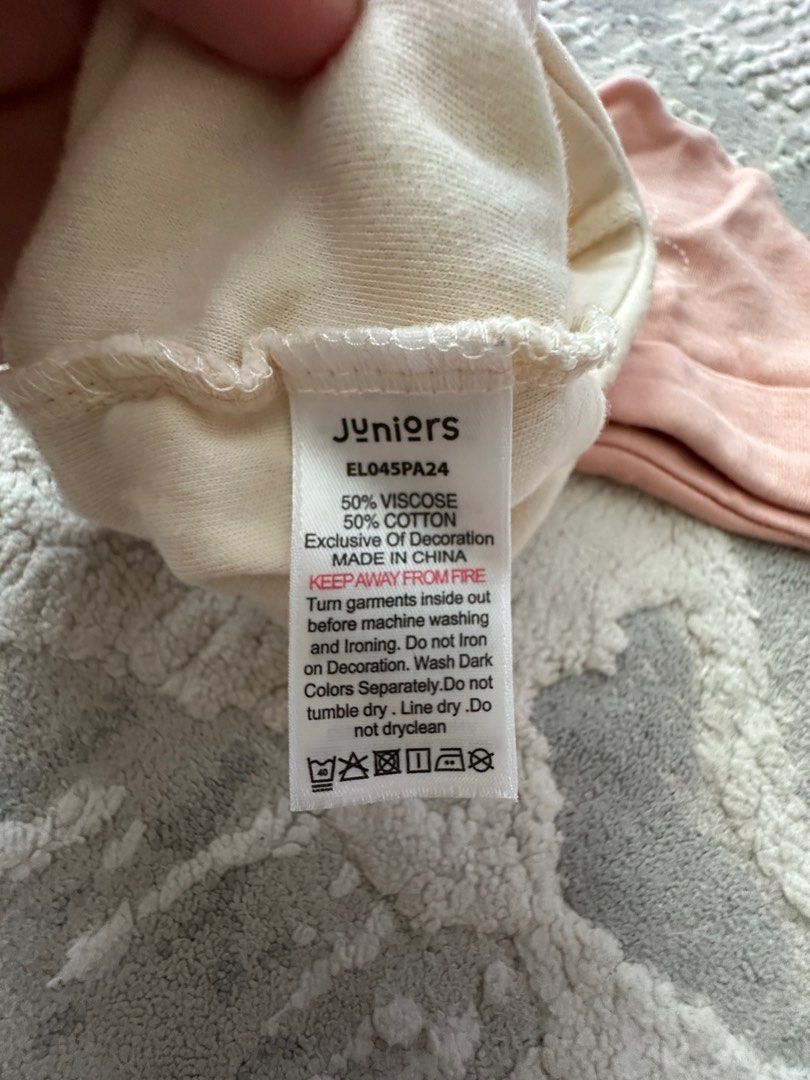 Juniors
EL045PA24
50% VISCOSE
50% COTTON
Exclusive Of Decoration
MADE IN CHINA
KEEP AWAY FROM FIRE
Turn garments inside out
before machine washing
and Ironing. Do not Iron
on Decoration. Wash Dark
Colors Separately.Do not
tumble dry . Line dry .Do
not dryclean
40